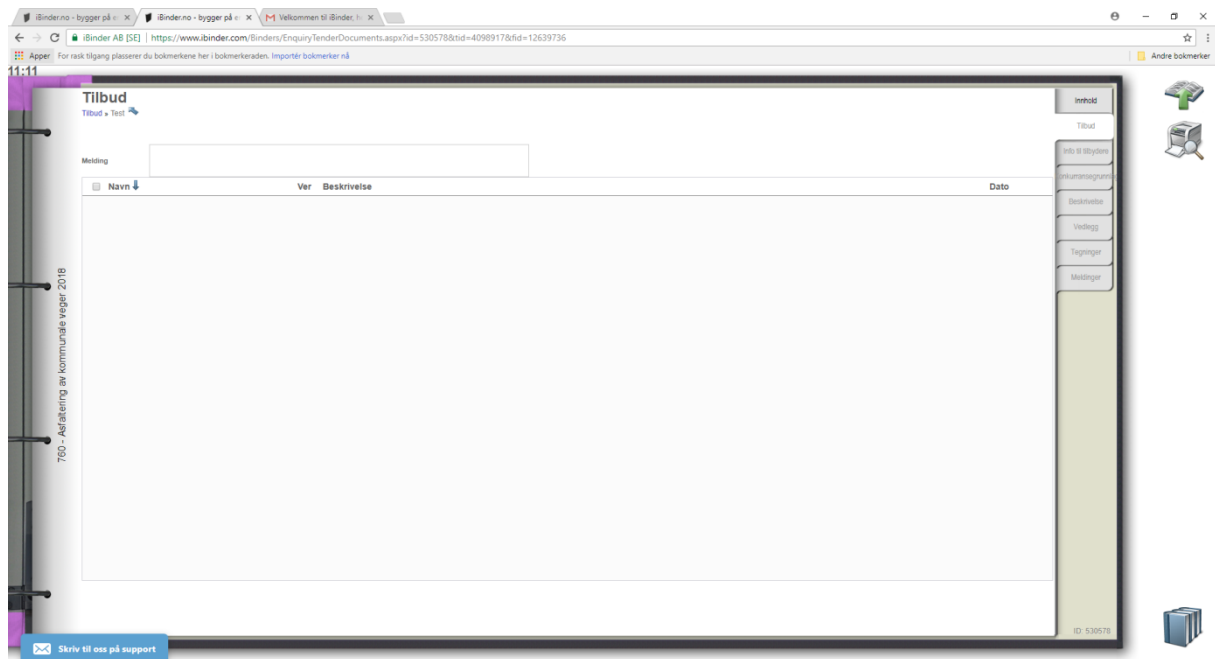 iBinder.no - bygger på e
iBinder.no - bygger på e
Velkommen til iBinder, h
iBinder AB [SE] | https://www.ibinder.com/Binders/EnquiryTenderDocuments.aspx?id=530578&tid=4098917&fid=12639736
Apper For rask tilgang plasserer du bokmerkene her i bokmerkeraden. Importér bokmerker nå
Andre bokmerker
11:11
Tilbud
Tilbud » Test
Melding
Navn Ver Beskrivelse Dato
Innhold
Tilbud
Info til tilbydere
Beskrivelse
Vedlegg
Tegninger
Meldinger
760 - Asfaltering av kommunale veger 2018
ID: 530578
Skriv til oss på support